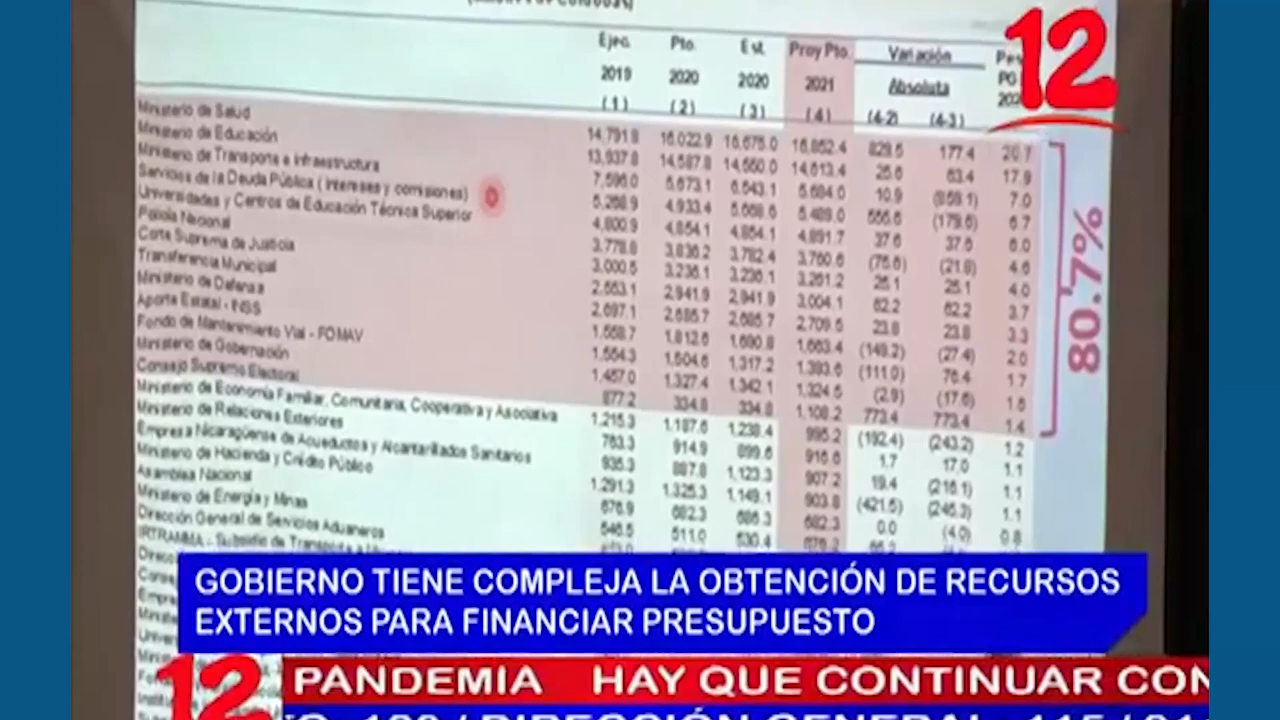 Ejec. Pto. Est. Proy Pto. Variación
2019 2020 2020 2021 Absoluta
(1) (2) (3) (4) (4-2) (4-3)
Ministerio de Salud 14,791.8 16,022.9 16,675.0 16,852.4 829.5 177.4 20.7
Ministerio de Educación 13,937.8 14,587.8 14,550.0 14,613.4 25.6 63.4 17.9
Ministerio de Transporte e Infraestructura 7,596.0 5,673.1 6,543.1 5,684.0 10.9 (859.1) 7.0
Servicios de la Deuda Pública (Intereses y comisiones) 5,268.9 4,933.4 5,668.6 5,489.0 555.6 (179.6) 6.7
Universidades y Centros de Educación Técnica Superior 4,800.9 4,854.1 4,854.1 4,891.7 37.6 37.6 6.0
Policía Nacional 3,778.8 3,836.2 3,782.4 3,760.6 (75.6) (21.8) 4.6
Corte Suprema de Justicia 3,000.5 3,236.1 3,236.1 3,261.2 25.1 25.1 4.0
Transferencia Municipal 2,553.1 2,941.9 2,941.9 3,004.1 62.2 62.2 3.7
Ministerio de Defensa 2,697.1 2,685.7 2,685.7 2,709.5 23.8 23.8 3.3
Aporte Estatal - INSS 1,568.7 1,812.6 1,690.8 1,663.4 (149.2) (27.4) 2.0
Fondo de Mantenimiento Vial - FOMAV 1,564.3 1,504.6 1,317.2 1,393.6 (111.0) 76.4 1.7
Ministerio de Gobernación 1,457.0 1,327.4 1,342.1 1,324.5 (2.9) (17.6) 1.6
Consejo Supremo Electoral 877.2 334.8 334.8 1,108.2 773.4 773.4 1.4
Ministerio de Economía Familiar, Comunitaria, Cooperativa y Asociativa 1,215.3 1,187.6 1,238.4 995.2 (192.4) (243.2) 1.2
Ministerio de Relaciones Exteriores 783.3 914.9 899.6 916.6 1.7 17.0 1.1
Empresa Nicaragüense de Acueductos y Alcantarillados Sanitarios 935.3 887.8 1,123.3 907.2 19.4 (216.1) 1.1
Ministerio de Hacienda y Crédito Público 1,291.3 1,325.3 1,149.1 903.8 (421.5) (245.3) 1.1
Asamblea Nacional 676.9 682.3 686.3 682.3 0.0 (4.0) 0.8
Ministerio de Energía y Minas 546.5 511.0 530.4
Dirección General de Servicios Aduaneros
80.7%
12
GOBIERNO TIENE COMPLEJA LA OBTENCIÓN DE RECURSOS
EXTERNOS PARA FINANCIAR PRESUPUESTO
12
PANDEMIA HAY QUE CONTINUAR CON